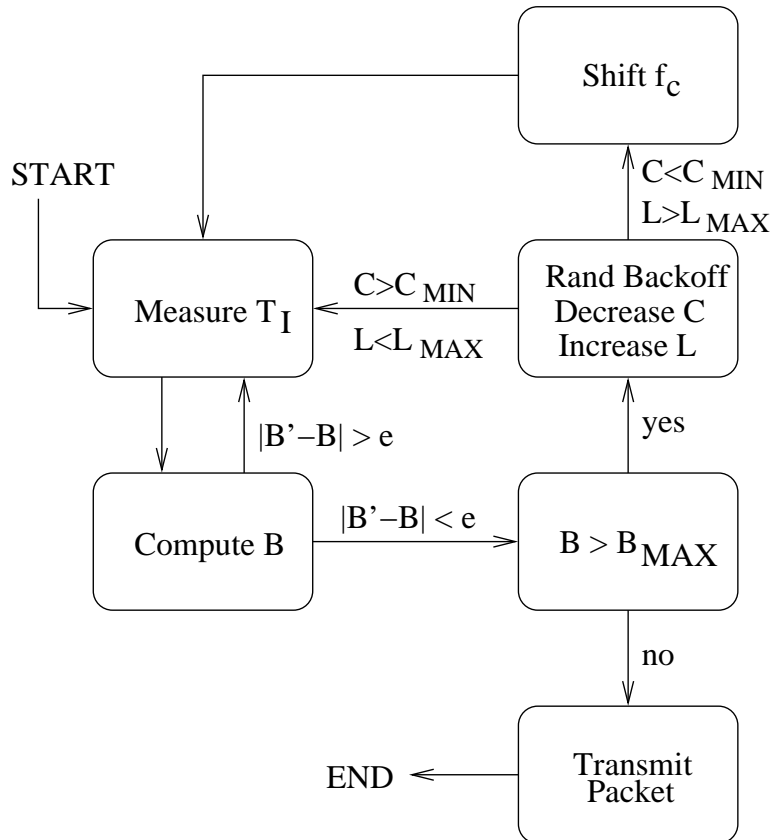 Shift f_c
START
C<C_MIN
L>L_MAX
Measure T_I
C>C_MIN
L<L_MAX
Rand Backoff
Decrease C
Increase L
|B'−B| > e
yes
Compute B
|B'−B| < e
B > B_MAX
no
END
Transmit
Packet